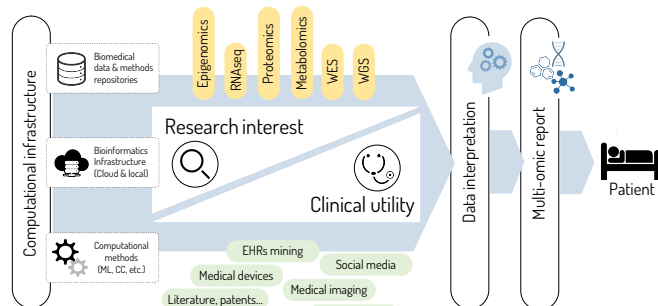 Computational infrastructure
Biomedical
data & methods
repositories
Bioinformatics
Infrastructure
(Cloud & local)
Computational
methods
(ML, CC, etc.)
Epigenomics
RNAseq
Proteomics
Metabolomics
WES
WGS
Research interest
Clinical utility
EHRs mining
Social media
Medical devices
Medical imaging
Literature, patents...
Data interpretation
Multi-omic report
Patient